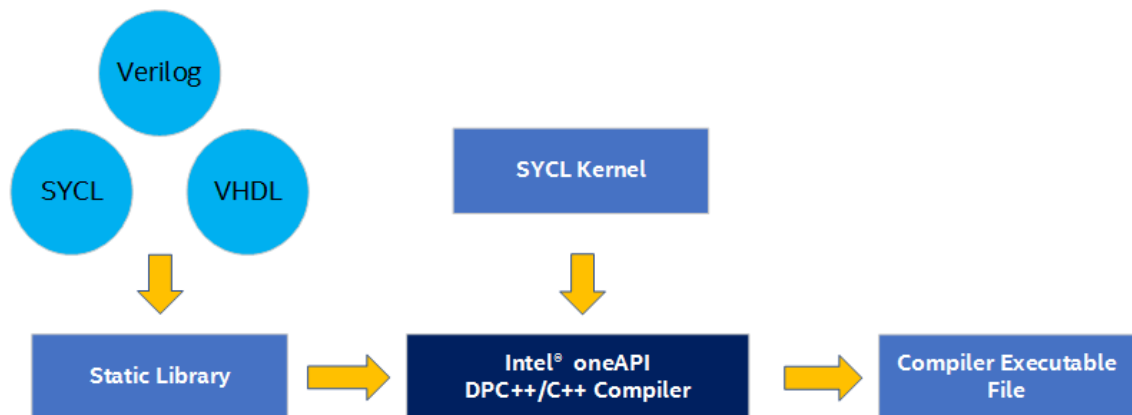 Verilog
SYCL
VHDL
SYCL Kernel
Static Library
Intel® oneAPI
DPC++/C++ Compiler
Compiler Executable
File